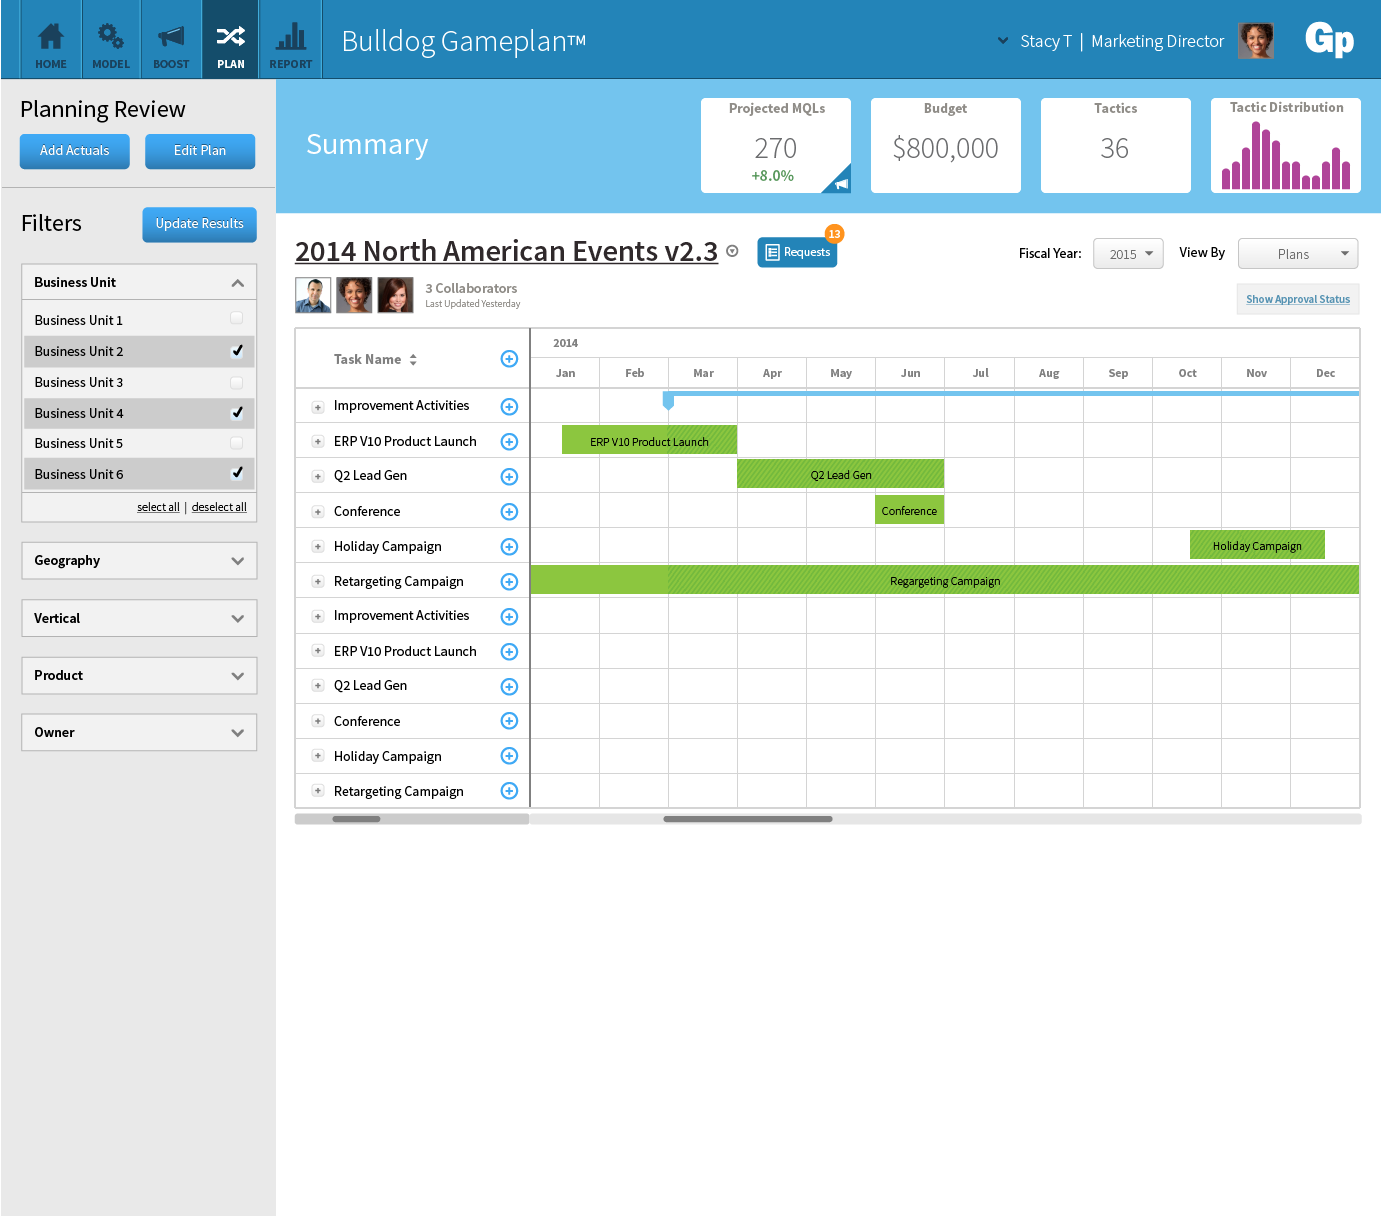 HOME MODEL BOOST PLAN REPORT
Bulldog Gameplan™
Stacy T | Marketing Director
Gp
Planning Review
Add Actuals
Edit Plan
Filters
Update Results
Business Unit
Business Unit 1
Business Unit 2
Business Unit 3
Business Unit 4
Business Unit 5
Business Unit 6
select all | deselect all
Geography
Vertical
Product
Owner
Summary
Projected MQLs
270
+8.0%
Budget
$800,000
Tactics
36
Tactic Distribution
2014 North American Events v2.3
Requests
13
Fiscal Year:
2015
View By
Plans
3 Collaborators
Last Updated Yesterday
Show Approval Status
Task Name
2014
Jan Feb Mar Apr May Jun Jul Aug Sep Oct Nov Dec
Improvement Activities
ERP V10 Product Launch
ERP V10 Product Launch
Q2 Lead Gen
Q2 Lead Gen
Conference
Conference
Holiday Campaign
Holiday Campaign
Retargeting Campaign
Regargeting Campaign
Improvement Activities
ERP V10 Product Launch
Q2 Lead Gen
Conference
Holiday Campaign
Retargeting Campaign